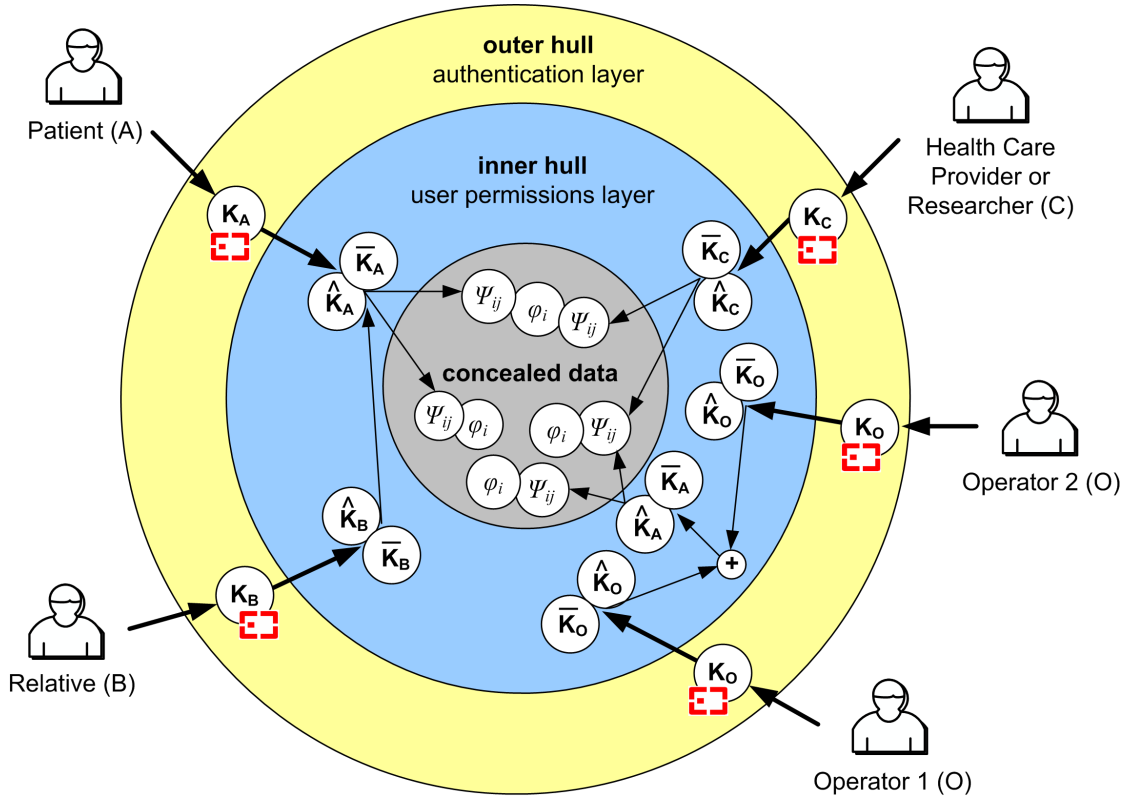 outer hull
authentication layer
Patient (A)
Health Care
Provider or
Researcher (C)
inner hull
user permissions layer
K_A
K_C
K̅_A
K̂_A
K̅_C
K̂_C
Ψ_ij φ_i Ψ_ij
concealed data
K̅_O
K̂_O
K_O
Ψ_ij φ_i
φ_i Ψ_ij
Operator 2 (O)
φ_i Ψ_ij
K̅_A
K̂_A
K̂_B
K̅_B
+
K_B
K̂_O
K̅_O
K_O
Relative (B)
Operator 1 (O)